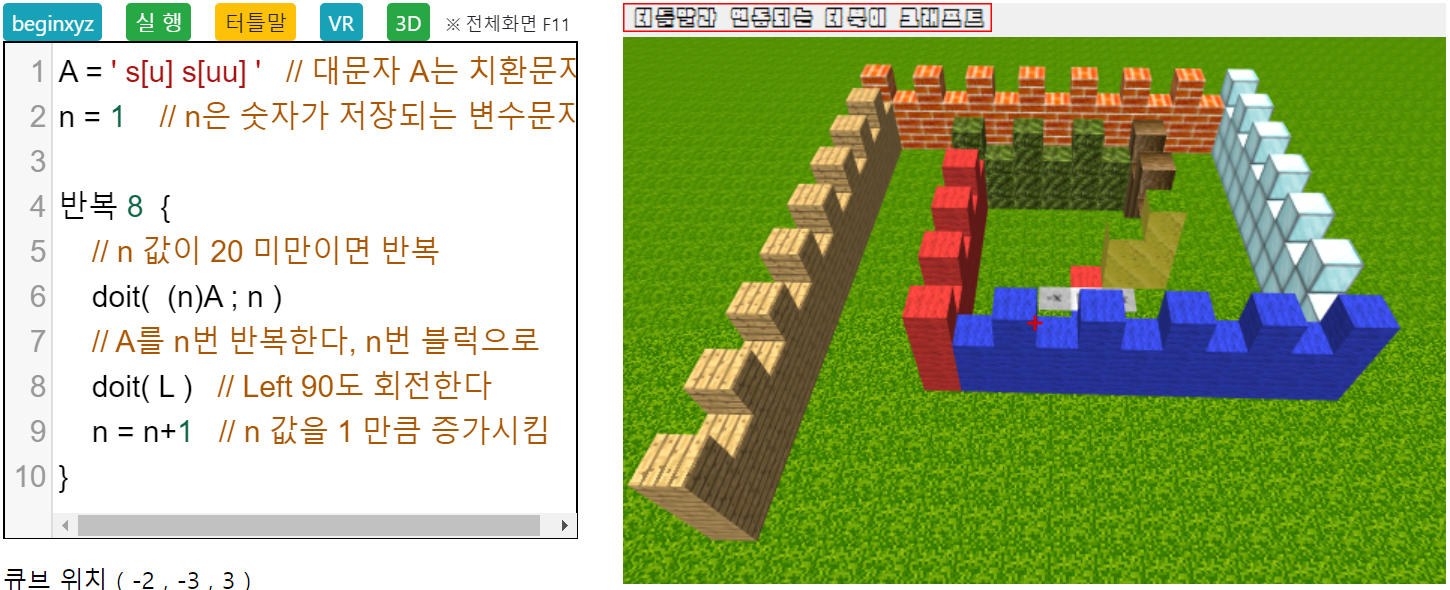 beginxyz 실 행 터틀말 VR 3D ※ 전체화면 F11
1 A = ' s[u] s[uu] ' // 대문자 A는 치환문자
2 n = 1 // n은 숫자가 저장되는 변수문자
3
4 반복 8 {
5 // n 값이 20 미만이면 반복
6 doit( (n)A ; n )
7 // A를 n번 반복한다, n번 블럭으로
8 doit( L ) // Left 90도 회전한다
9 n = n+1 // n 값을 1 만큼 증가시킴
10 }
큐브 위치 ( -2 , -3 , 3 )